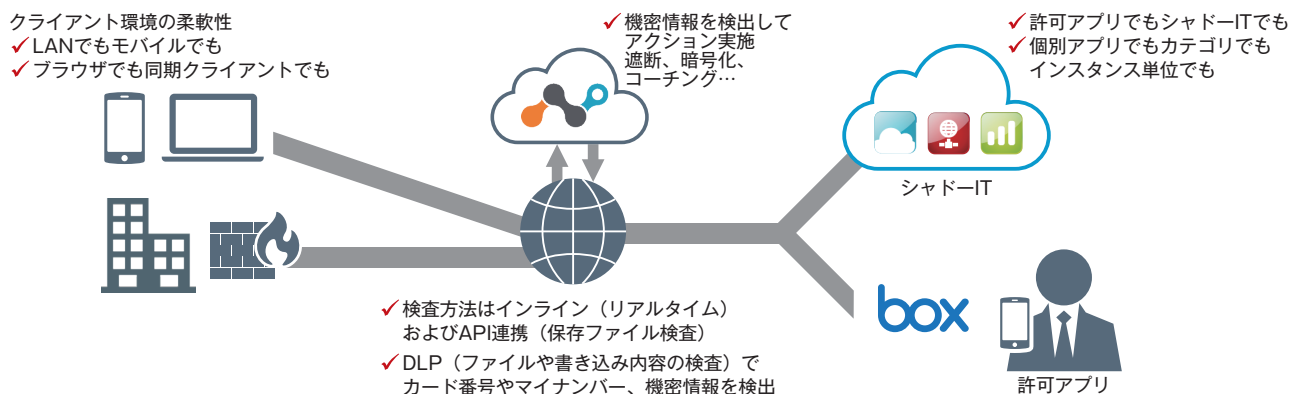 クライアント環境の柔軟性
✓LANでもモバイルでも
✓ブラウザでも同期クライアントでも
✓機密情報を検出して
アクション実施
遮断、暗号化、
コーチング…
✓許可アプリでもシャドーITでも
✓個別アプリでもカテゴリでも
インスタンス単位でも
シャドーIT
✓検査方法はインライン（リアルタイム）
およびAPI連携（保存ファイル検査）
✓DLP（ファイルや書き込み内容の検査）で
カード番号やマイナンバー、機密情報を検出
box
許可アプリ